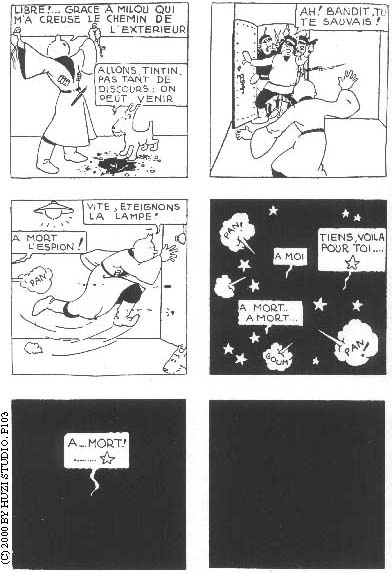 LIBRE!... GRACE A MILOU QUI
M'A CREUSE LE CHEMIN DE
L'EXTERIEUR
ALLONS, TINTIN,
PAS TANT DE
DISCOURS: ON
PEUT VENIR
AH! BANDIT, TU
TE SAUVAIS!
VITE, ETEIGNONS
LA LAMPE!
A MORT
L'ESPION!
PAN!
PAN!
TIENS, VOILA
POUR TOI....
A MOI
A MORT..
A MORT...
PAN!
BOUM
A....MORT!
........
(C) 2000 BY HUZI STUDIO. P103